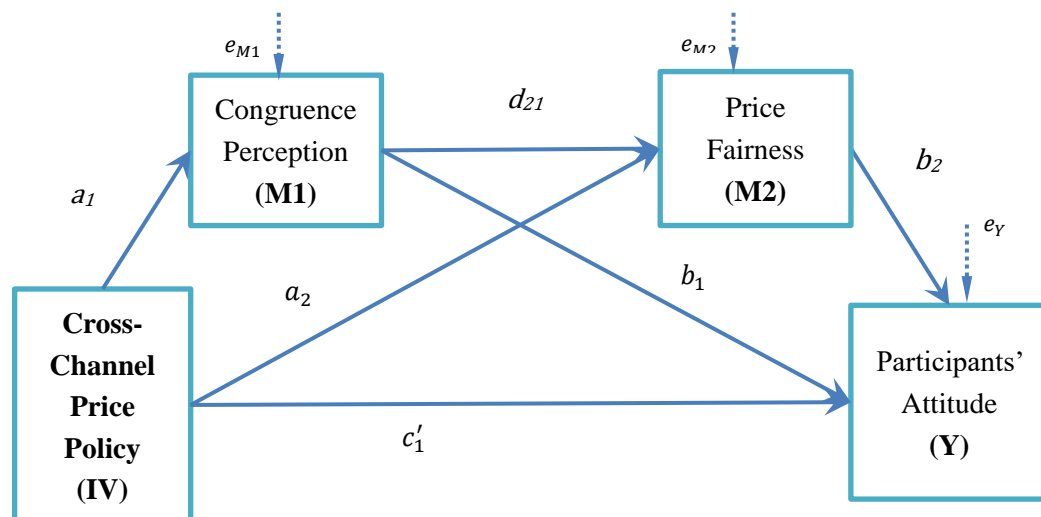 e_{M1}
e_{M2}
Congruence
Perception
(M1)
d_{21}
Price
Fairness
(M2)
b_2
a_1
e_Y
a_2
b_1
Cross-
Channel
Price
Policy
(IV)
Participants’
Attitude
(Y)
c'_1